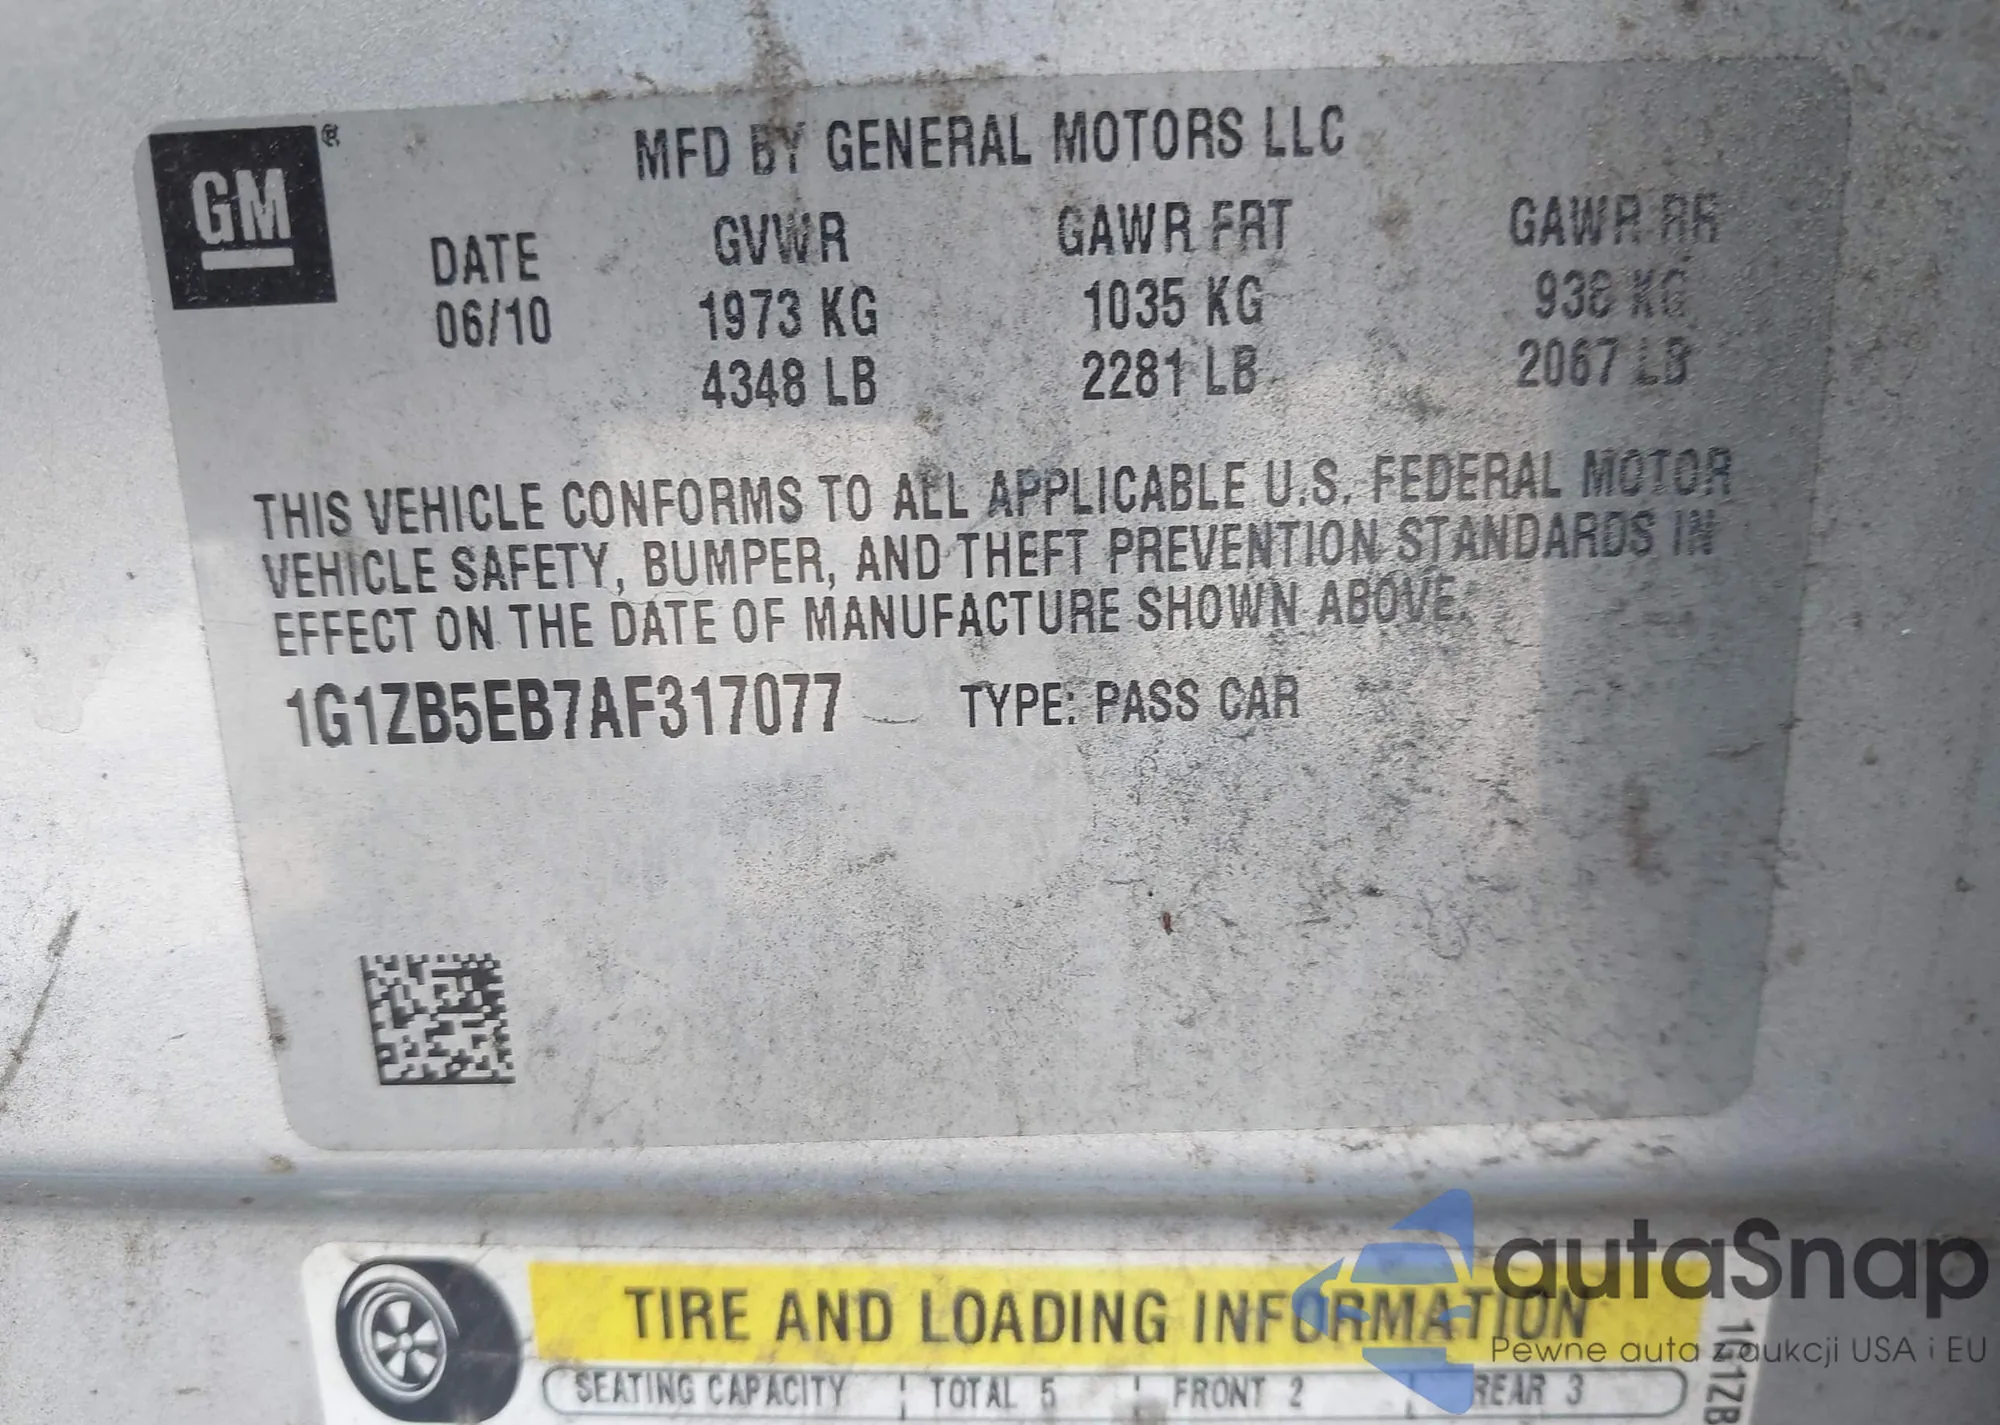 GM ®
MFD BY GENERAL MOTORS LLC
DATE GVWR GAWR FRT GAWR RR
06/10 1973 KG 1035 KG 938 KG
4348 LB 2281 LB 2067 LB
THIS VEHICLE CONFORMS TO ALL APPLICABLE U.S. FEDERAL MOTOR
VEHICLE SAFETY, BUMPER, AND THEFT PREVENTION STANDARDS IN
EFFECT ON THE DATE OF MANUFACTURE SHOWN ABOVE.
1G1ZB5EB7AF317077 TYPE: PASS CAR
TIRE AND LOADING INFORMATION
SEATING CAPACITY TOTAL 5 FRONT 2 REAR 3
1G1ZB
autaSnap
Pewne auta z aukcji USA i EU